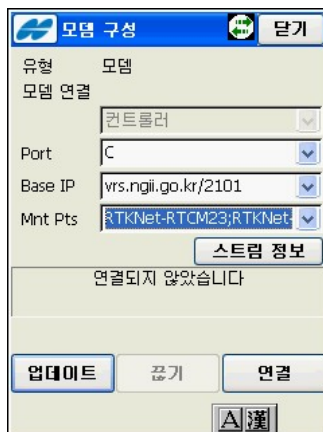 모뎀 구성 닫기
유형 모뎀
모뎀 연결
컨트롤러
Port C
Base IP vrs.ngii.go.kr/2101
Mnt Pts RTKNet-RTCM23;RTKNet-
스트림 정보
연결되지 않았습니다
업데이트 끊기 연결
A 漢